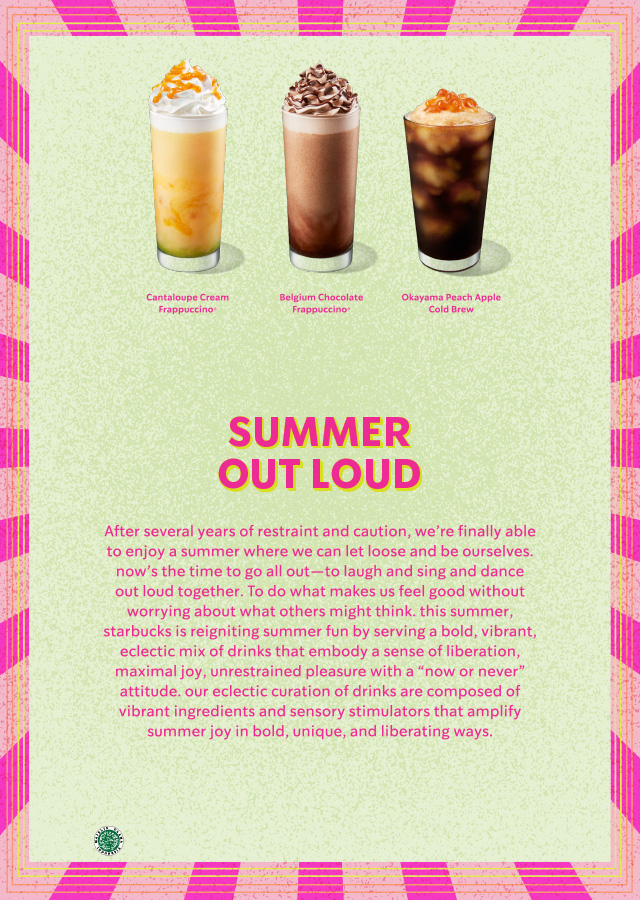 Cantaloupe Cream
Frappuccino®
Belgium Chocolate
Frappuccino®
Okayama Peach Apple
Cold Brew
SUMMER
OUT LOUD
After several years of restraint and caution, we’re finally able
to enjoy a summer where we can let loose and be ourselves.
now’s the time to go all out—to laugh and sing and dance
out loud together. To do what makes us feel good without
worrying about what others might think. this summer,
starbucks is reigniting summer fun by serving a bold, vibrant,
eclectic mix of drinks that embody a sense of liberation,
maximal joy, unrestrained pleasure with a “now or never”
attitude. our eclectic curation of drinks are composed of
vibrant ingredients and sensory stimulators that amplify
summer joy in bold, unique, and liberating ways.